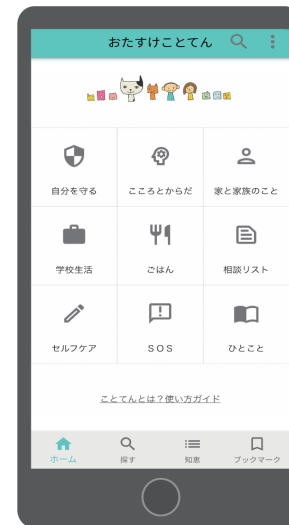 おたすけことてん
自分を守る
こころとからだ
家と家族のこと
学校生活
ごはん
相談リスト
セルフケア
SOS
ひとこと
ことてんとは？使い方ガイド
ホーム
探す
知恵
ブックマーク